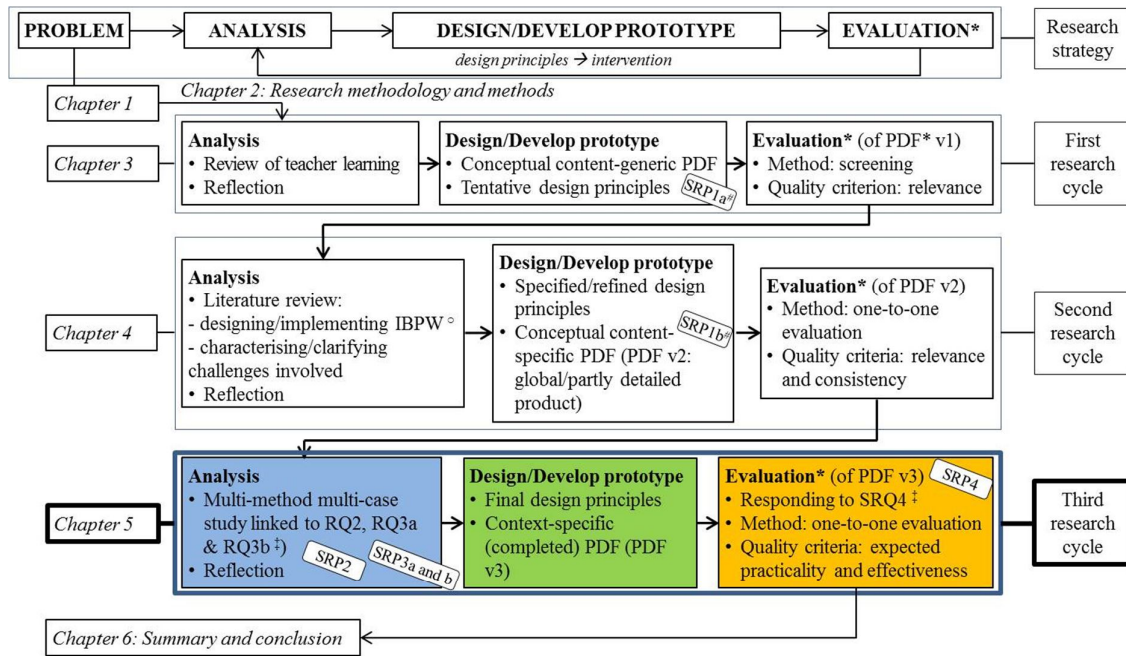 PROBLEM
ANALYSIS
DESIGN/DEVELOP PROTOTYPE
EVALUATION*
design principles → intervention
Research
strategy
Chapter 1
Chapter 2: Research methodology and methods
Chapter 3
Analysis
• Review of teacher learning
• Reflection
Design/Develop prototype
• Conceptual content-generic PDF
• Tentative design principles
SRP1a#
Evaluation* (of PDF* v1)
• Method: screening
• Quality criterion: relevance
First
research
cycle
Chapter 4
Analysis
• Literature review:
- designing/implementing IBPW ○
- characterising/clarifying
challenges involved
• Reflection
Design/Develop prototype
• Specified/refined design
principles
• Conceptual content-
specific PDF (PDF v2:
global/partly detailed
product)
SRP1b#
Evaluation* (of PDF v2)
• Method: one-to-one
evaluation
• Quality criteria: relevance
and consistency
Second
research
cycle
Chapter 5
Analysis
• Multi-method multi-case
study linked to RQ2, RQ3a
& RQ3b ‡)
• Reflection
SRP2
SRP3a and b
Design/Develop prototype
• Final design principles
• Context-specific
(completed) PDF (PDF
v3)
Evaluation* (of PDF v3)
SRP4
• Responding to SRQ4 ‡
• Method: one-to-one evaluation
• Quality criteria: expected
practicality and effectiveness
Third
research
cycle
Chapter 6: Summary and conclusion